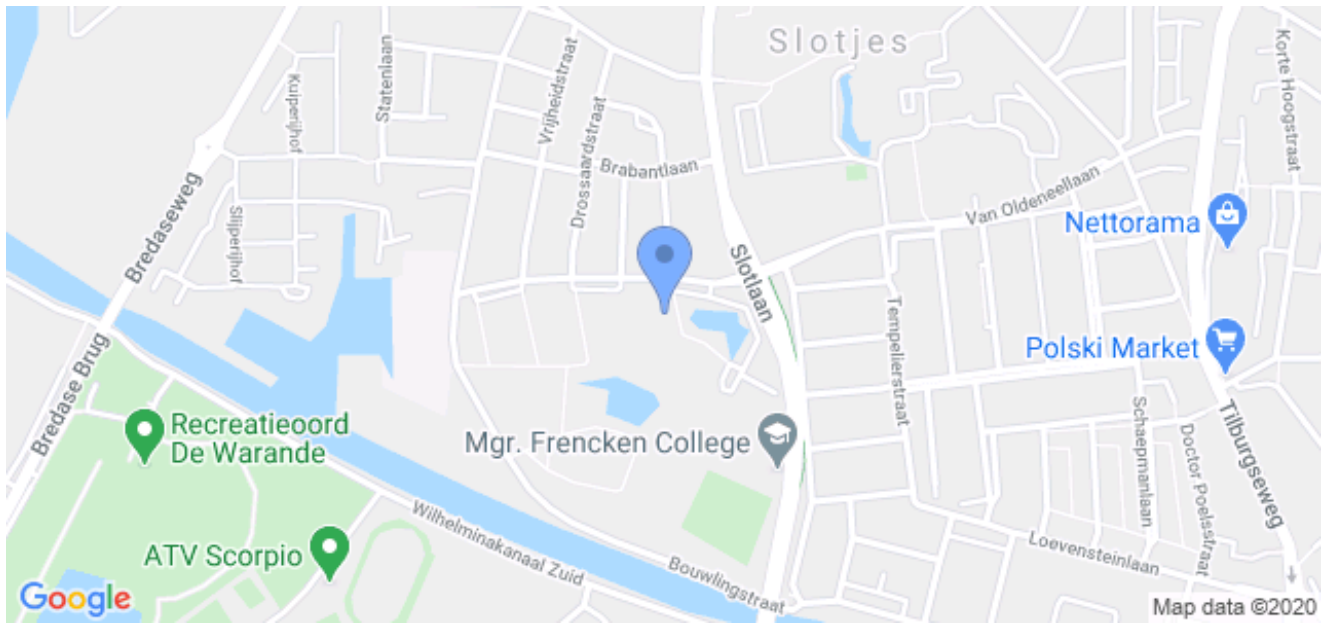 Slotjes
Korte Hoogstraat
Kuiperijhof
Statenlaan
Vrijheidstraat
Drossaardstraat
Brabantlaan
Van Oldeneellaan
Nettorama
Bredaseweg
Slijperijhof
Slotlaan
Tempelierstraat
Polski Market
Bredase Brug
Recreatieoord
De Warande
Mgr. Frencken College
Schaepmanlaan
Doctor Poelsstraat
Tilburgseweg
Wilhelminakanaal Zuid
ATV Scorpio
Bouwlingstraat
Loevensteinlaan
Google
Map data ©2020